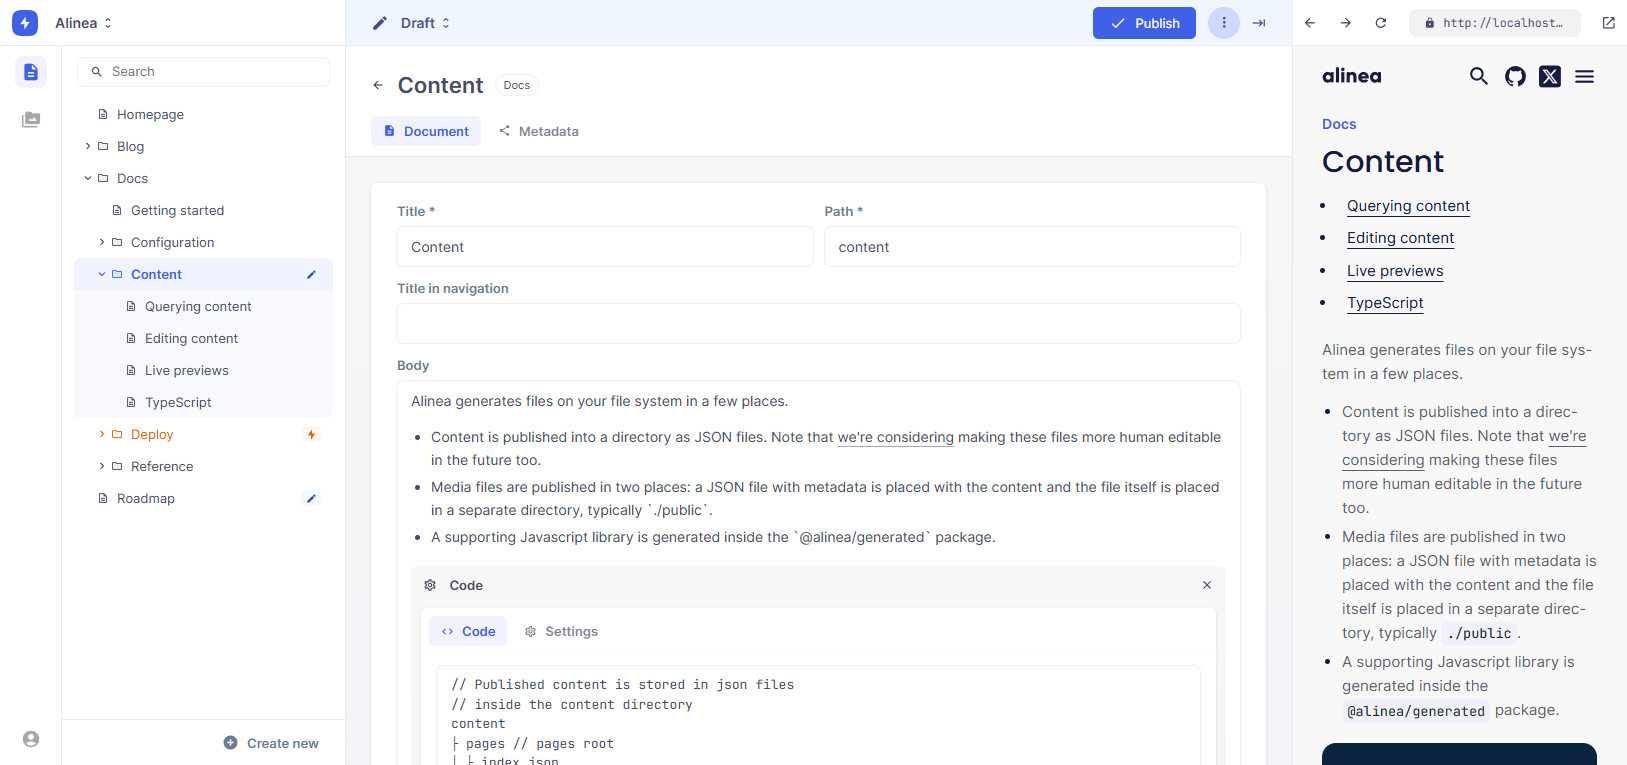 Alinea
Search
Homepage
Blog
Docs
Getting started
Configuration
Content
Querying content
Editing content
Live previews
TypeScript
Deploy
Reference
Roadmap
Create new
Draft
Publish
Content
Docs
Document
Metadata
Title *
Path *
Content
content
Title in navigation
Body
Alinea generates files on your file system in a few places.
• Content is published into a directory as JSON files. Note that we're considering making these files more human editable
in the future too.
• Media files are published in two places: a JSON file with metadata is placed with the content and the file itself is placed
in a separate directory, typically `./public`.
• A supporting Javascript library is generated inside the `@alinea/generated` package.
Code
Code
Settings
// Published content is stored in json files
// inside the content directory
content
├ pages // pages root
│ ├ index.json
http://localhost…
alinea
Docs
Content
• Querying content
• Editing content
• Live previews
• TypeScript
Alinea generates files on your file sys-
tem in a few places.
• Content is published into a direc-
tory as JSON files. Note that we're
considering making these files
more human editable in the future
too.
• Media files are published in two
places: a JSON file with metadata is
placed with the content and the file
itself is placed in a separate direc-
tory, typically ./public.
• A supporting Javascript library is
generated inside the
@alinea/generated package.